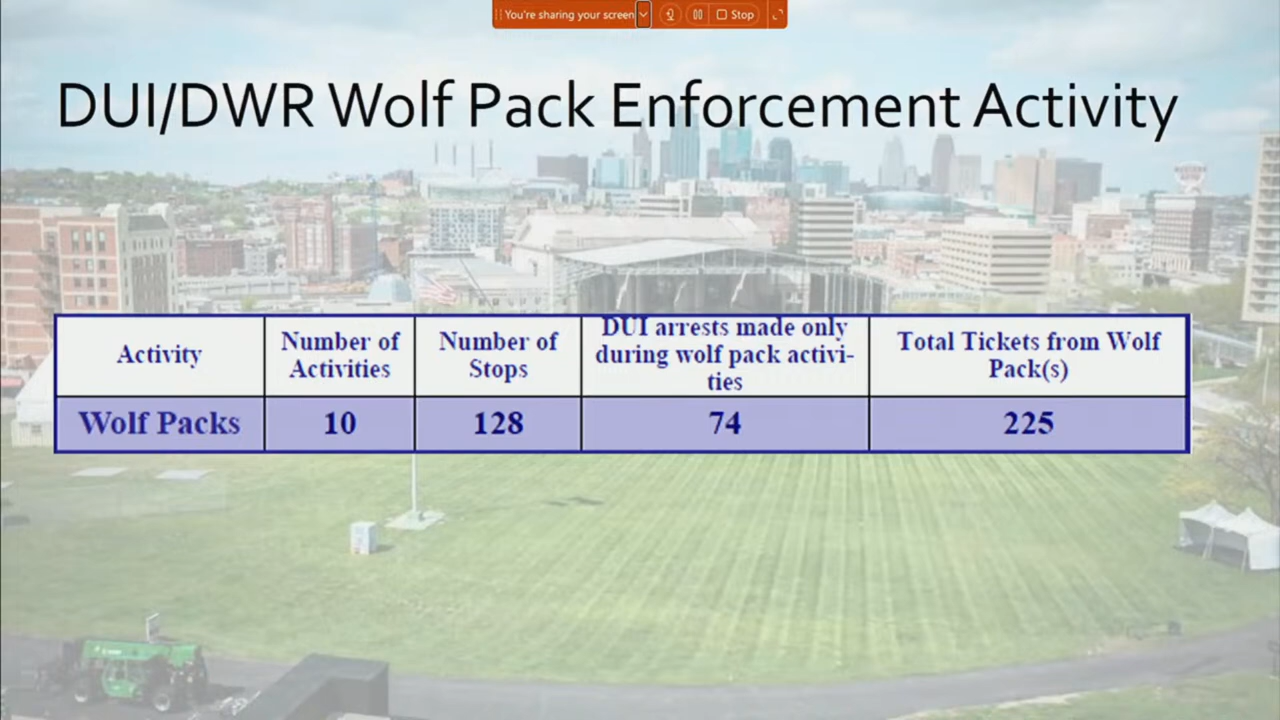 You're sharing your screen
Stop
DUI/DWR Wolf Pack Enforcement Activity
Activity
Number of
Activities
Number of
Stops
DUI arrests made only
during wolf pack activi-
ties
Total Tickets from Wolf
Pack(s)
Wolf Packs 10 128 74 225